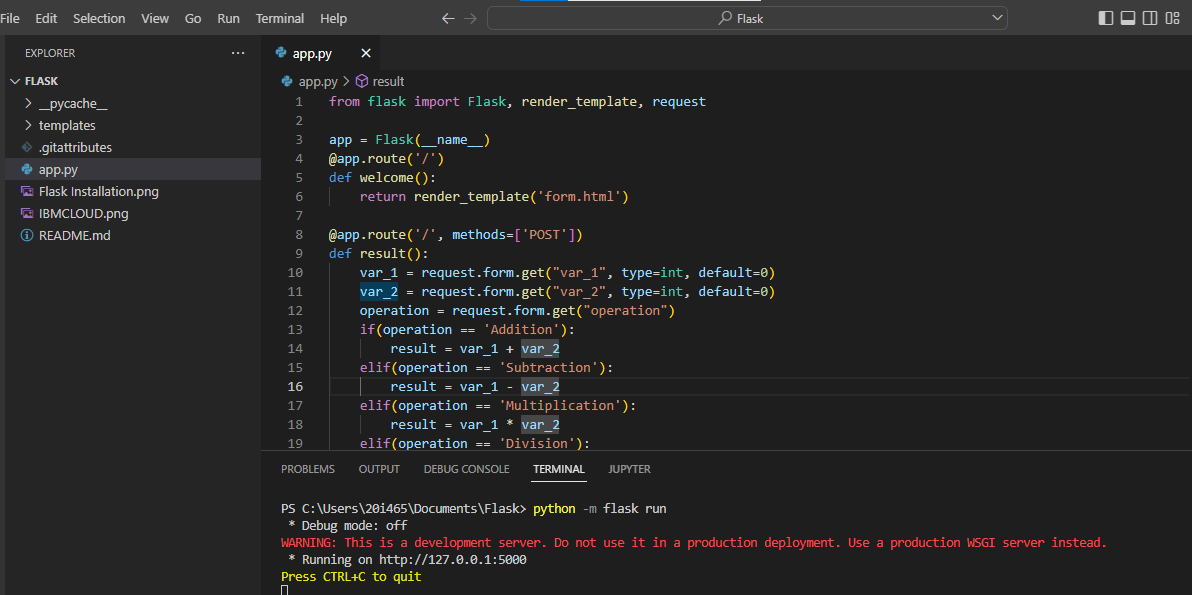 File Edit Selection View Go Run Terminal Help
Flask
EXPLORER
FLASK
__pycache__
templates
.gitattributes
app.py
Flask Installation.png
IBMCLOUD.png
README.md
app.py
app.py > result
1 from flask import Flask, render_template, request
2
3 app = Flask(__name__)
4 @app.route('/')
5 def welcome():
6 return render_template('form.html')
7
8 @app.route('/', methods=['POST'])
9 def result():
10 var_1 = request.form.get("var_1", type=int, default=0)
11 var_2 = request.form.get("var_2", type=int, default=0)
12 operation = request.form.get("operation")
13 if(operation == 'Addition'):
14 result = var_1 + var_2
15 elif(operation == 'Subtraction'):
16 result = var_1 - var_2
17 elif(operation == 'Multiplication'):
18 result = var_1 * var_2
19 elif(operation == 'Division'):
PROBLEMS OUTPUT DEBUG CONSOLE TERMINAL JUPYTER
PS C:\Users\20i465\Documents\Flask> python -m flask run
* Debug mode: off
WARNING: This is a development server. Do not use it in a production deployment. Use a production WSGI server instead.
* Running on http://127.0.0.1:5000
Press CTRL+C to quit